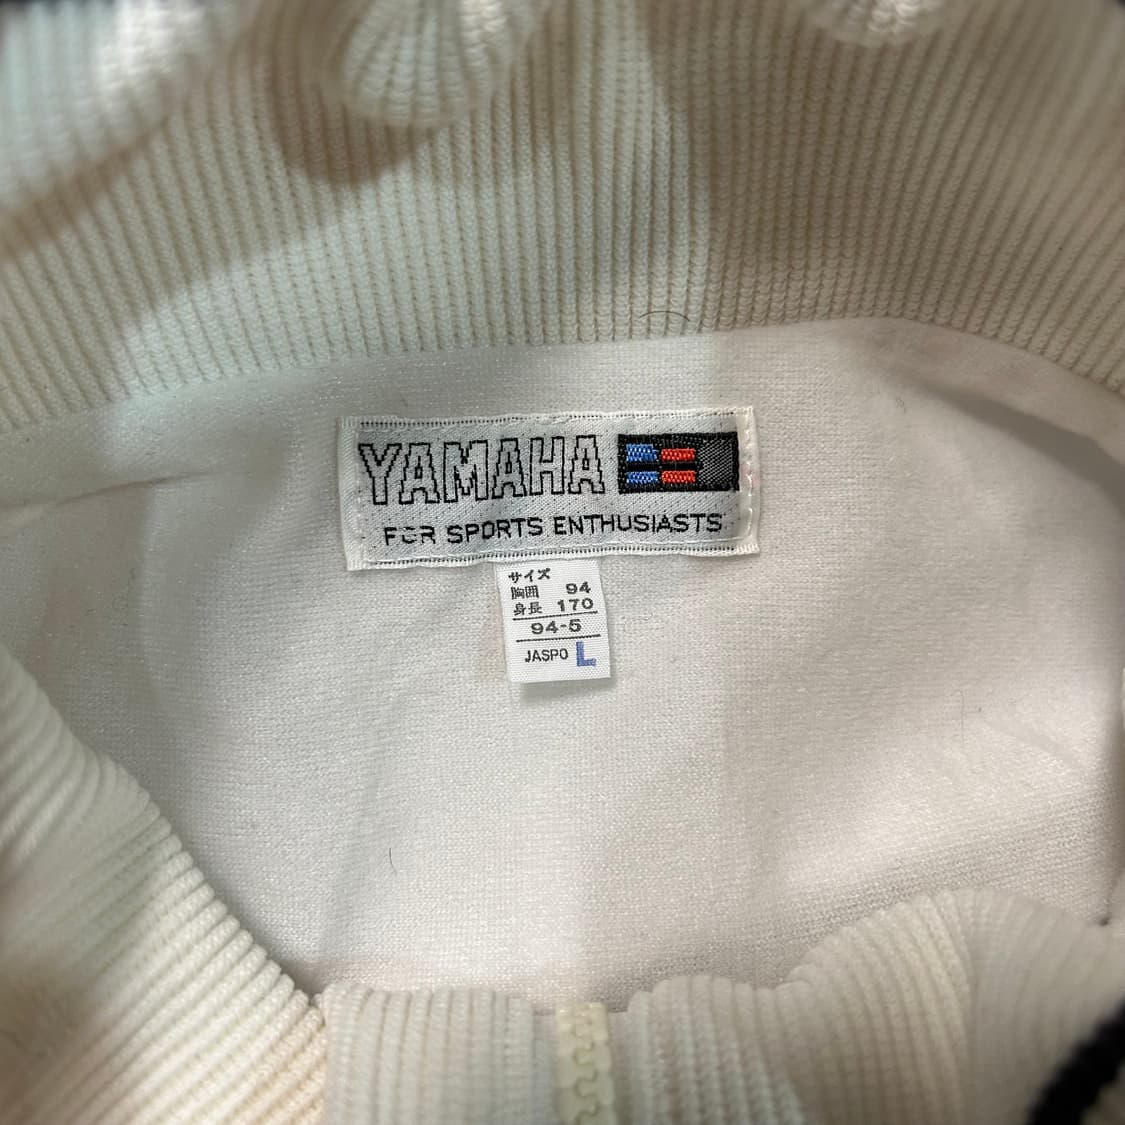 YAMAHA
FOR SPORTS ENTHUSIASTS
サイズ
胸囲 94
身長 170
94-5
JASPO L